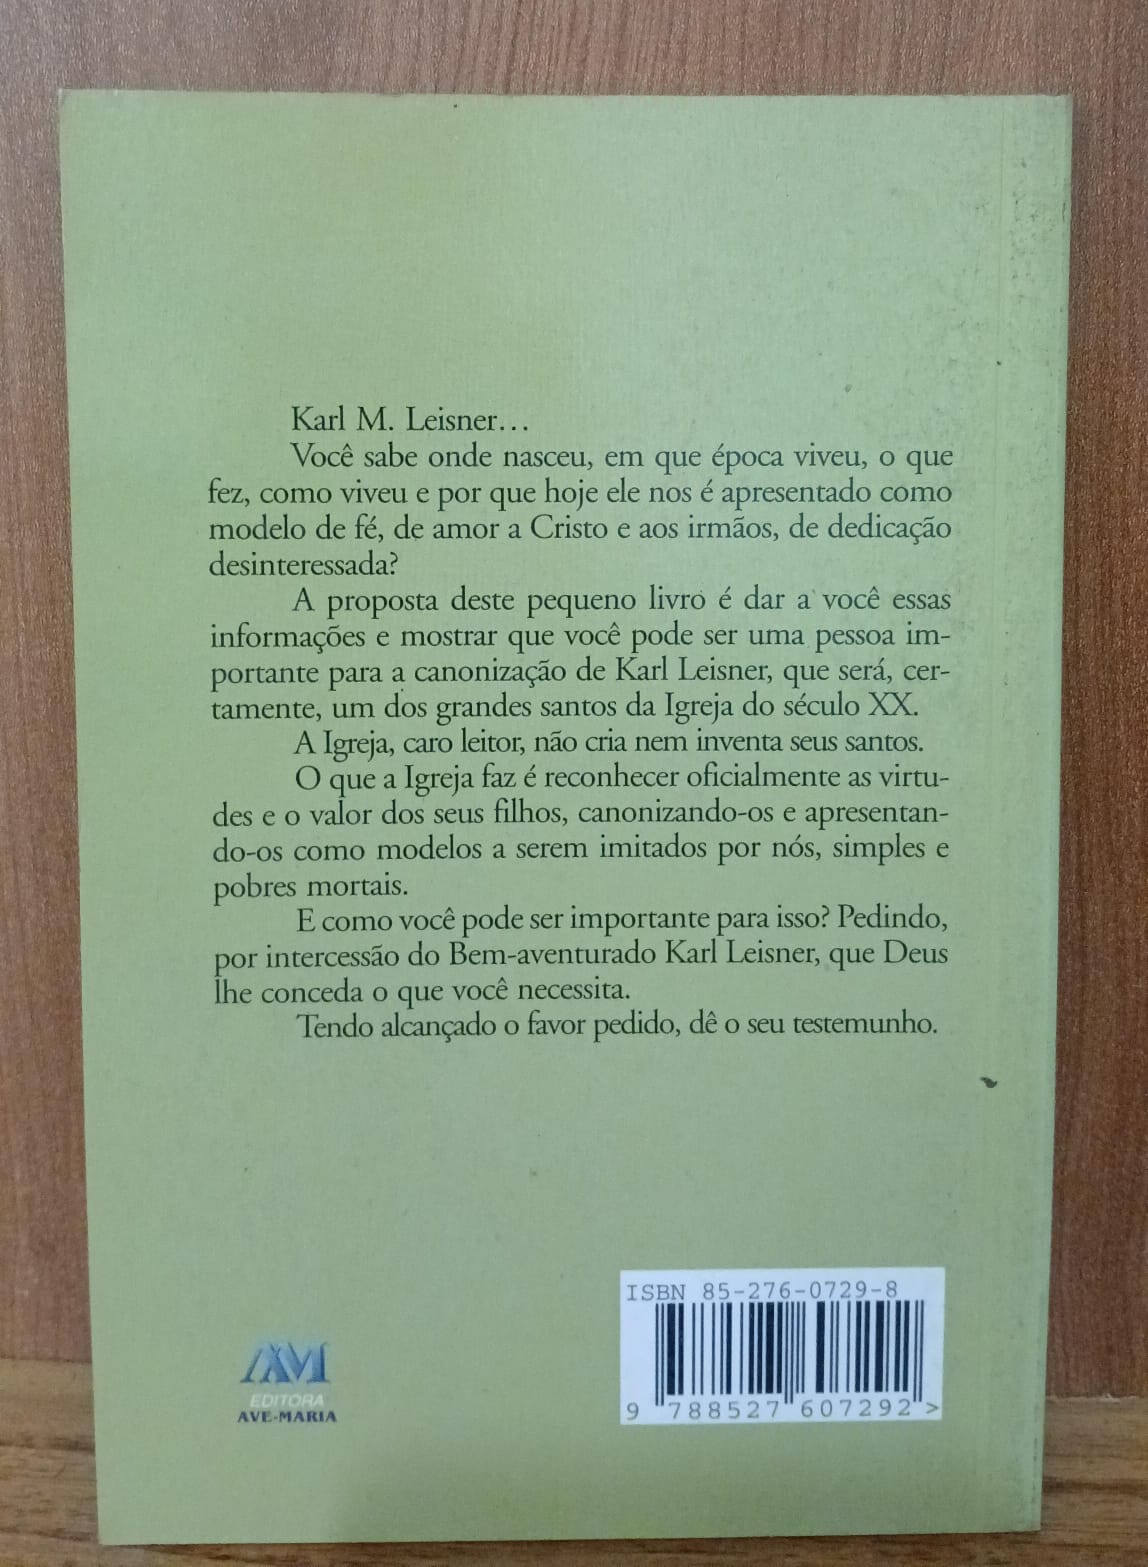 Karl M. Leisner...
Você sabe onde nasceu, em que época viveu, o que
fez, como viveu e por que hoje ele nos é apresentado como
modelo de fé, de amor a Cristo e aos irmãos, de dedicação
desinteressada?
A proposta deste pequeno livro é dar a você essas
informações e mostrar que você pode ser uma pessoa im-
portante para a canonização de Karl Leisner, que será, cer-
tamente, um dos grandes santos da Igreja do século XX.
A Igreja, caro leitor, não cria nem inventa seus santos.
O que a Igreja faz é reconhecer oficialmente as virtu-
des e o valor dos seus filhos, canonizando-os e apresentan-
do-os como modelos a serem imitados por nós, simples e
pobres mortais.
E como você pode ser importante para isso? Pedindo,
por intercessão do Bem-aventurado Karl Leisner, que Deus
lhe conceda o que você necessita.
Tendo alcançado o favor pedido, dê o seu testemunho.
AM
EDITORA
AVE-MARIA
ISBN 85-276-0729-8
9 788527 607292 >